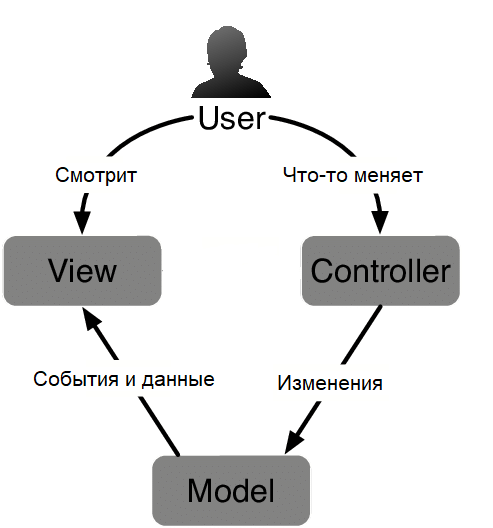 User
Смотрит
Что-то меняет
View
Controller
События и данные
Изменения
Model